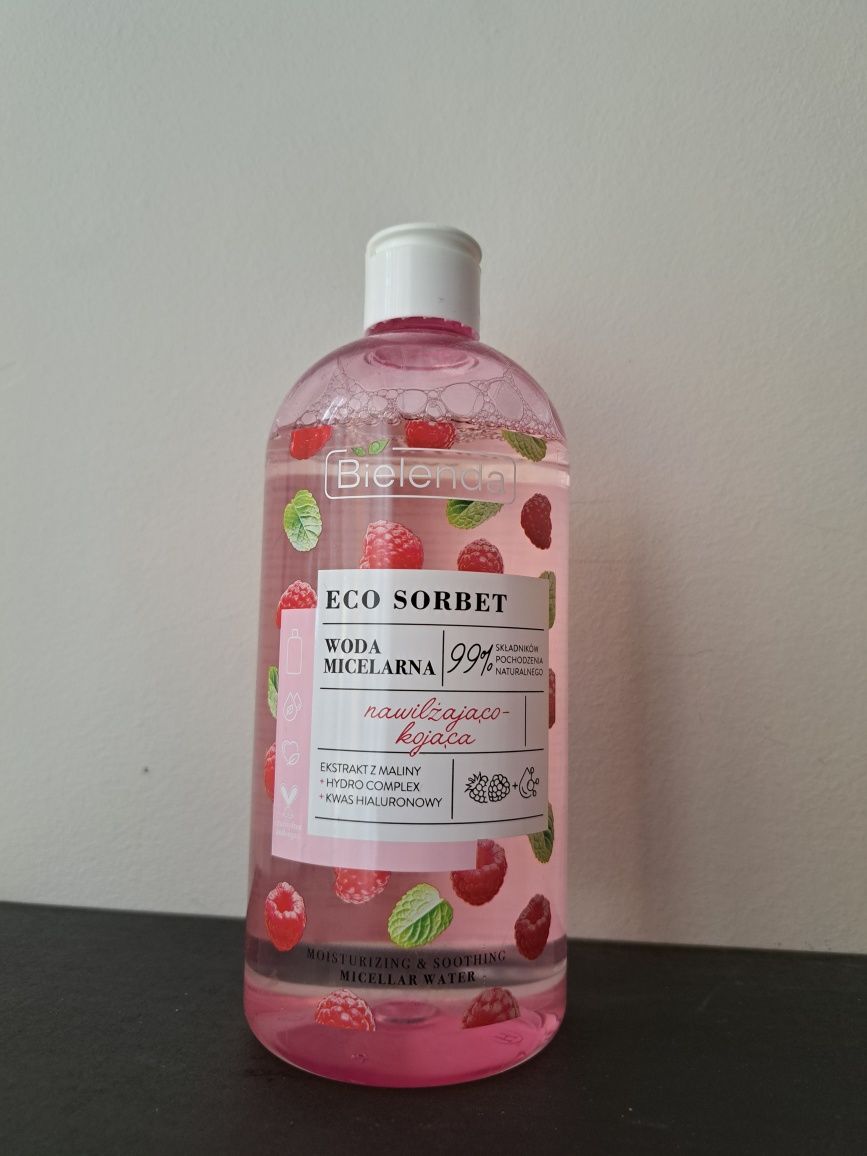 Bielenda
ECO SORBET
WODA
MICELARNA
99%
SKŁADNIKÓW
POCHODZENIA
NATURALNEGO
nawilżająco-
kojąca
EKSTRAKT Z MALINY
+ HYDRO COMPLEX
+ KWAS HIALURONOWY
MOISTURIZING & SOOTHING
MICELLAR WATER